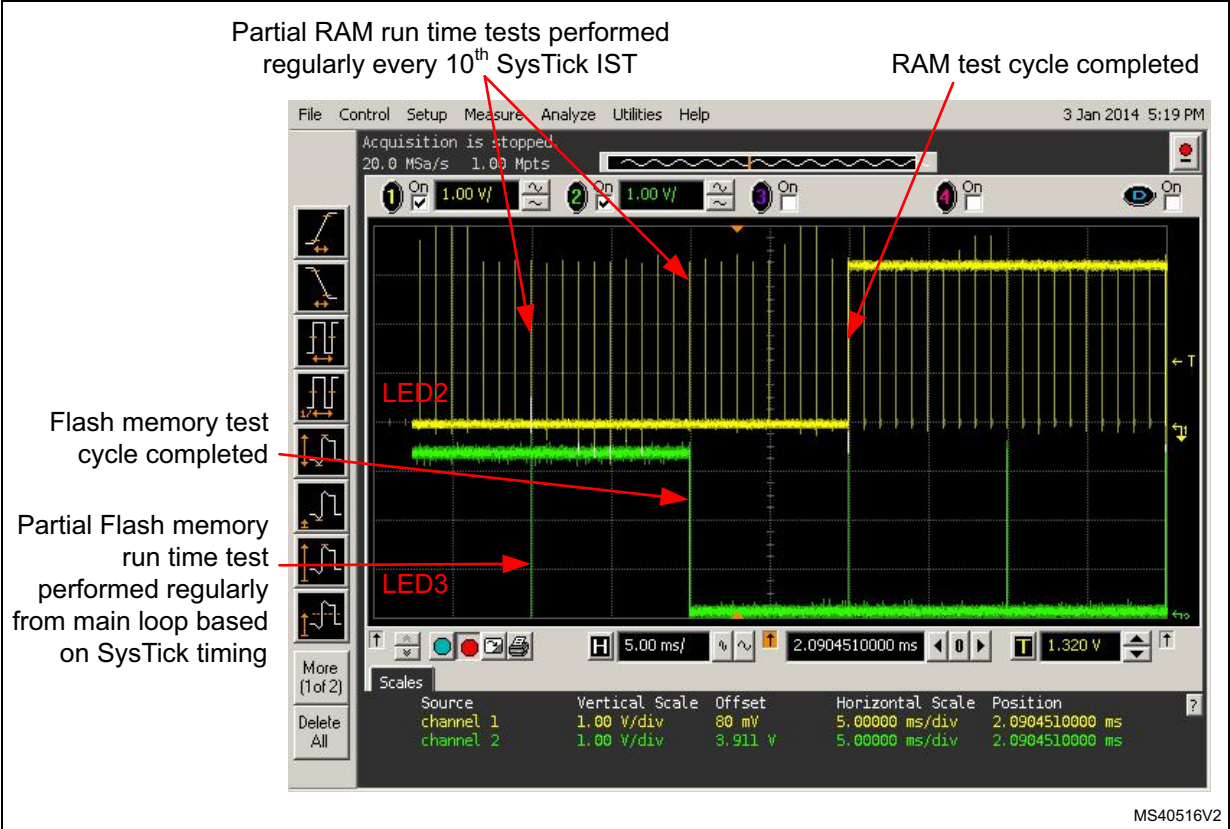 Partial RAM run time tests performed
regularly every 10th SysTick IST
RAM test cycle completed
File Control Setup Measure Analyze Utilities Help 3 Jan 2014 5:19 PM
Acquisition is stopped.
20.0 MSa/s 1.00 Mpts
1 On 1.00 V/ 2 On 1.00 V/ 3 On 4 On D On
T
LED2
1
Flash memory test
cycle completed
Partial Flash memory
run time test
performed regularly
from main loop based
on SysTick timing
LED3
2
H 5.00 ms/ 2.0904510000 ms 0 T 1.320 V
More
(1 of 2)
Delete
All
Scales
Source Vertical Scale Offset Horizontal Scale Position
channel 1 1.00 V/div 80 mV 5.00000 ms/div 2.0904510000 ms
channel 2 1.00 V/div 3.911 V 5.00000 ms/div 2.0904510000 ms
?
MS40516V2